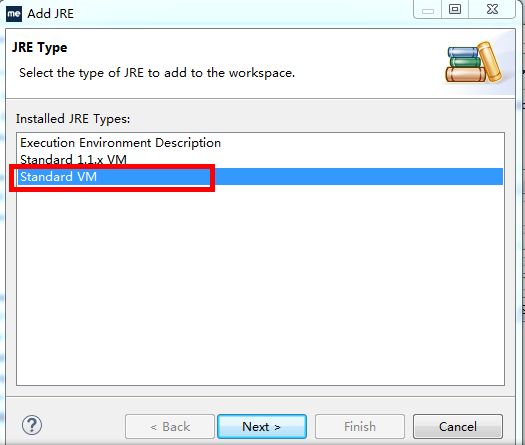 me Add JRE
JRE Type
Select the type of JRE to add to the workspace.
Installed JRE Types:
Execution Environment Description
Standard 1.1.x VM
Standard VM
?
< Back
Next >
Finish
Cancel